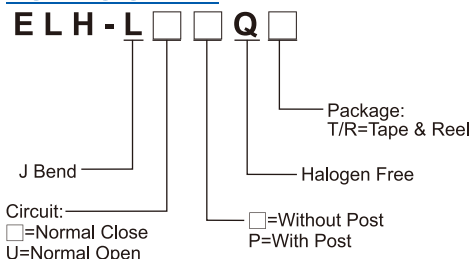 ELH-L□□Q□
Package:
T/R=Tape & Reel
J Bend
Halogen Free
Circuit:
□=Normal Close
U=Normal Open
□=Without Post
P=With Post